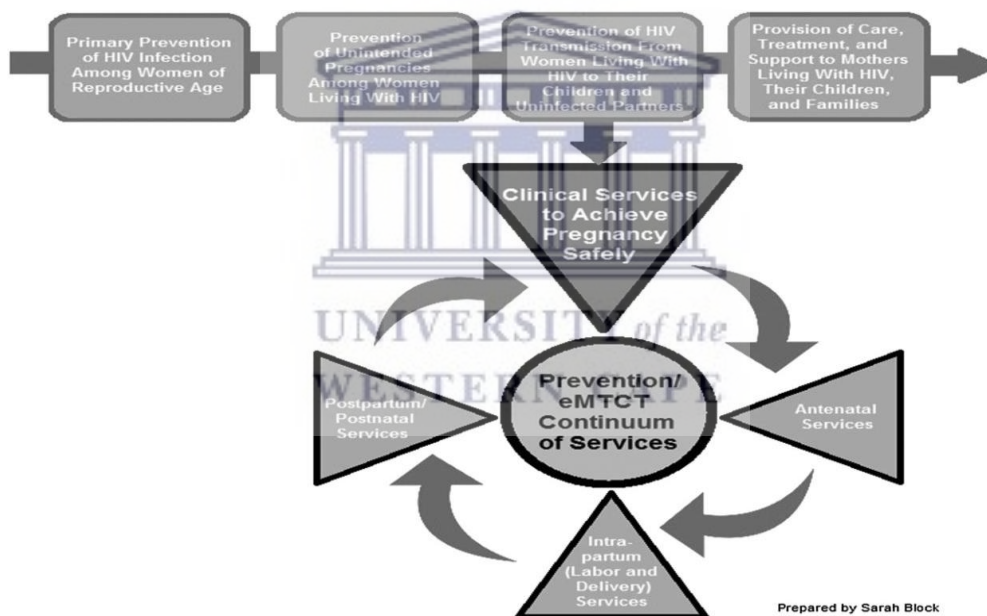 Primary Prevention
of HIV Infection
Among Women of
Reproductive Age
Prevention
of Unintended
Pregnancies
Among Women
Living With HIV
Prevention of HIV
Transmission From
Women Living With
HIV to Their
Children and
Uninfected Partners
Provision of Care,
Treatment, and
Support to Mothers
Living With HIV,
Their Children,
and Families
Clinical Services
to Achieve
Pregnancy
Safely
UNIVERSITY of the
WESTERN CAPE
Prevention/
eMTCT
Continuum
of Services
Postpartum/
Postnatal
Services
Antenatal
Services
Intra-
partum
(Labor and
Delivery)
Services
Prepared by Sarah Block